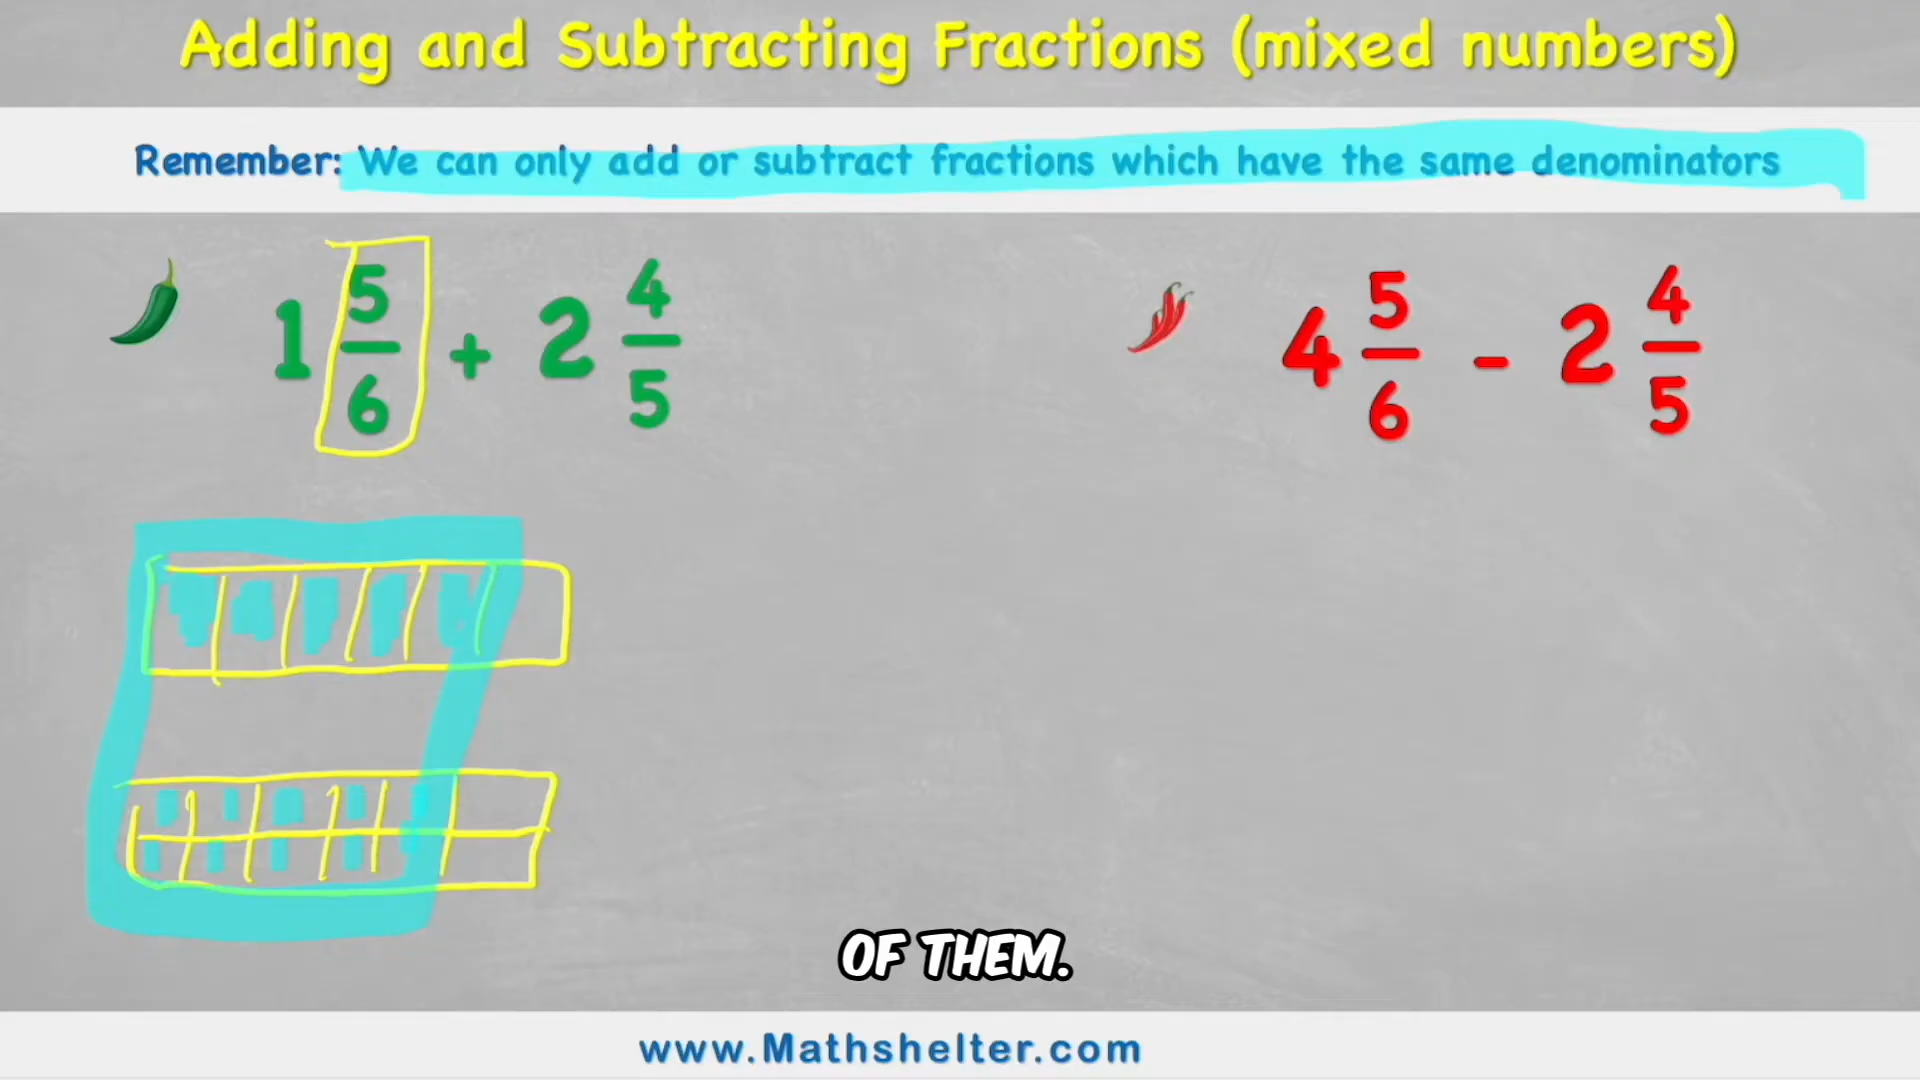 Adding and Subtracting Fractions (mixed numbers)
Remember: We can only add or subtract fractions which have the same denominators
1 5/6 + 2 4/5
4 5/6 - 2 4/5
OF THEM.
www.Mathshelter.com